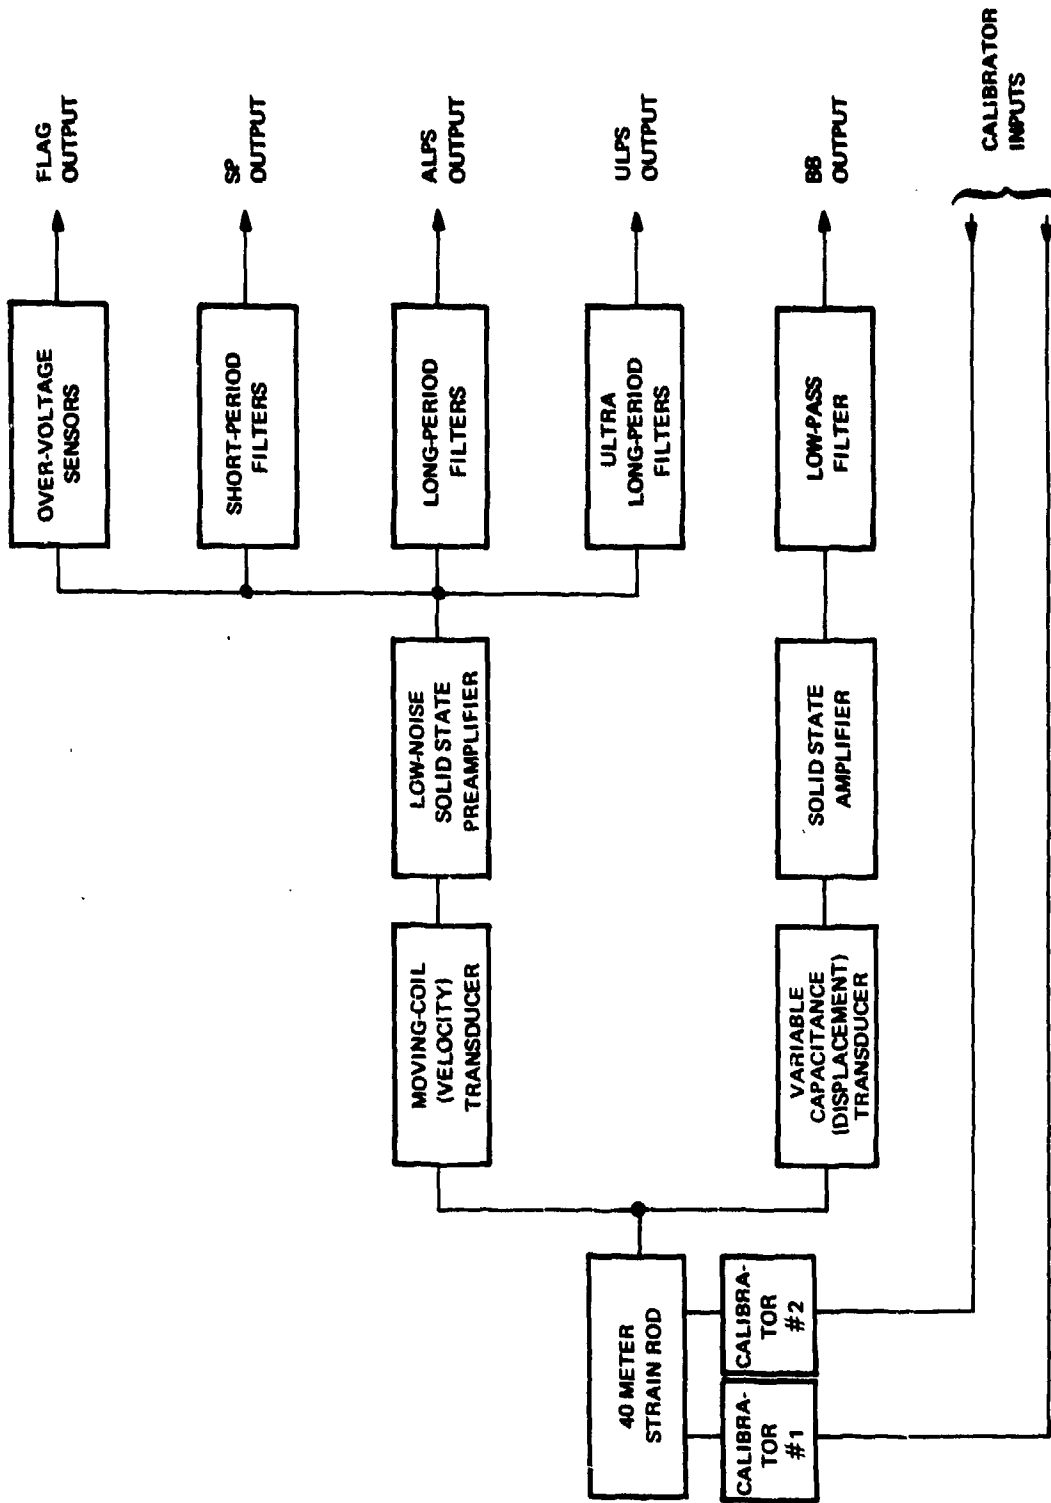 OVER-VOLTAGE
SENSORS
FLAG
OUTPUT
SHORT-PERIOD
FILTERS
SP
OUTPUT
MOVING-COIL
(VELOCITY)
TRANSDUCER
LOW-NOISE
SOLID STATE
PREAMPLIFIER
LONG-PERIOD
FILTERS
ALPS
OUTPUT
40 METER
STRAIN ROD
ULTRA
LONG-PERIOD
FILTERS
ULPS
OUTPUT
CALIBRA-
TOR
#1
CALIBRA-
TOR
#2
VARIABLE
CAPACITANCE
(DISPLACEMENT)
TRANSDUCER
SOLID STATE
AMPLIFIER
LOW-PASS
FILTER
BB
OUTPUT
CALIBRATOR
INPUTS